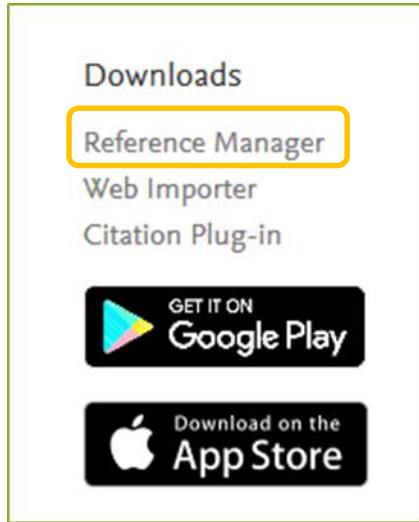 Downloads
Reference Manager
Web Importer
Citation Plug-in
GET IT ON
Google Play
Download on the
App Store